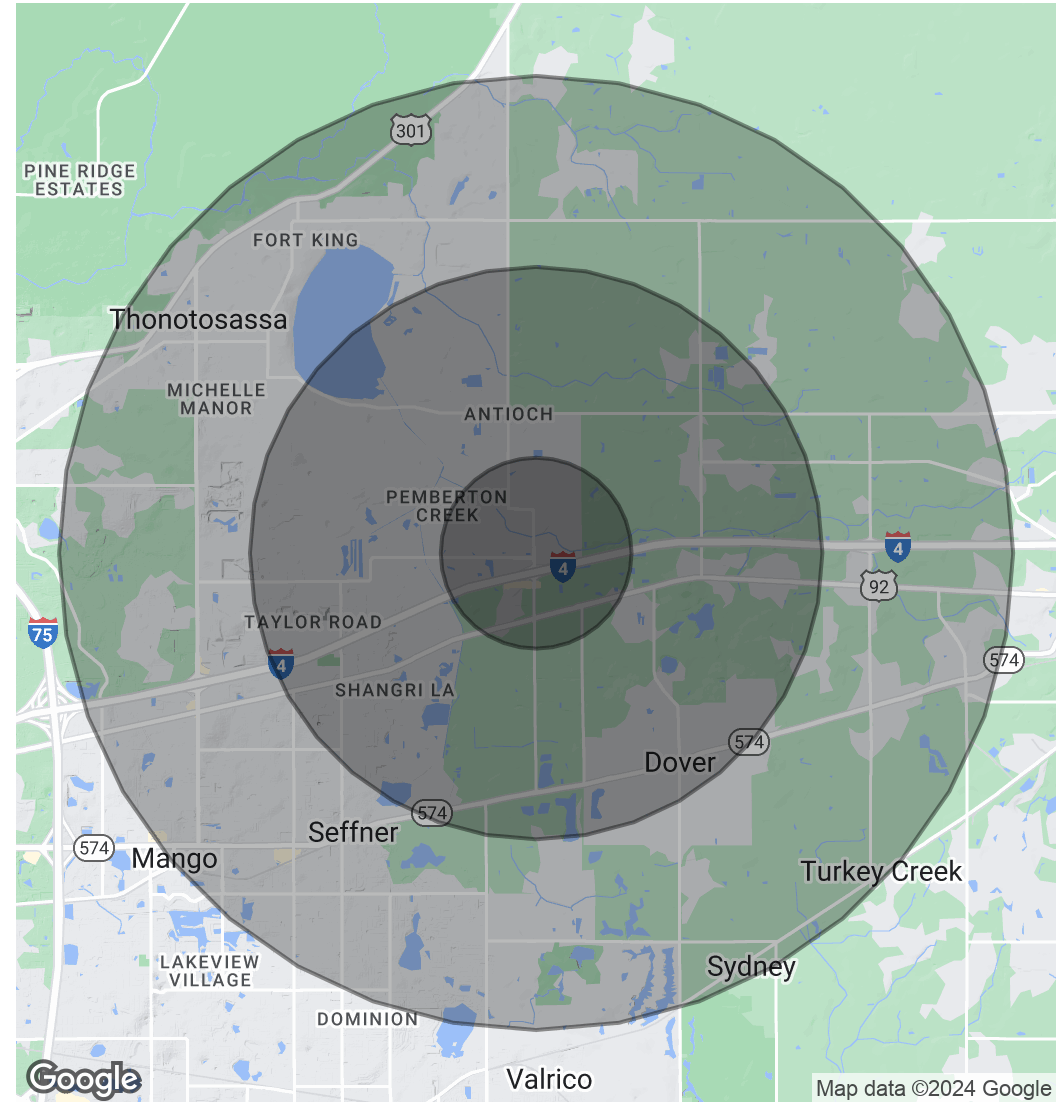 301
PINE RIDGE
ESTATES
FORT KING
Thonotosassa
MICHELLE
MANOR
ANTIOCH
PEMBERTON
CREEK
4
4
92
TAYLOR ROAD
75
4
574
SHANGRI LA
574
Dover
574
Seffner
574
Mango
Turkey Creek
LAKEVIEW
VILLAGE
Sydney
DOMINION
Google
Valrico
Map data ©2024 Google